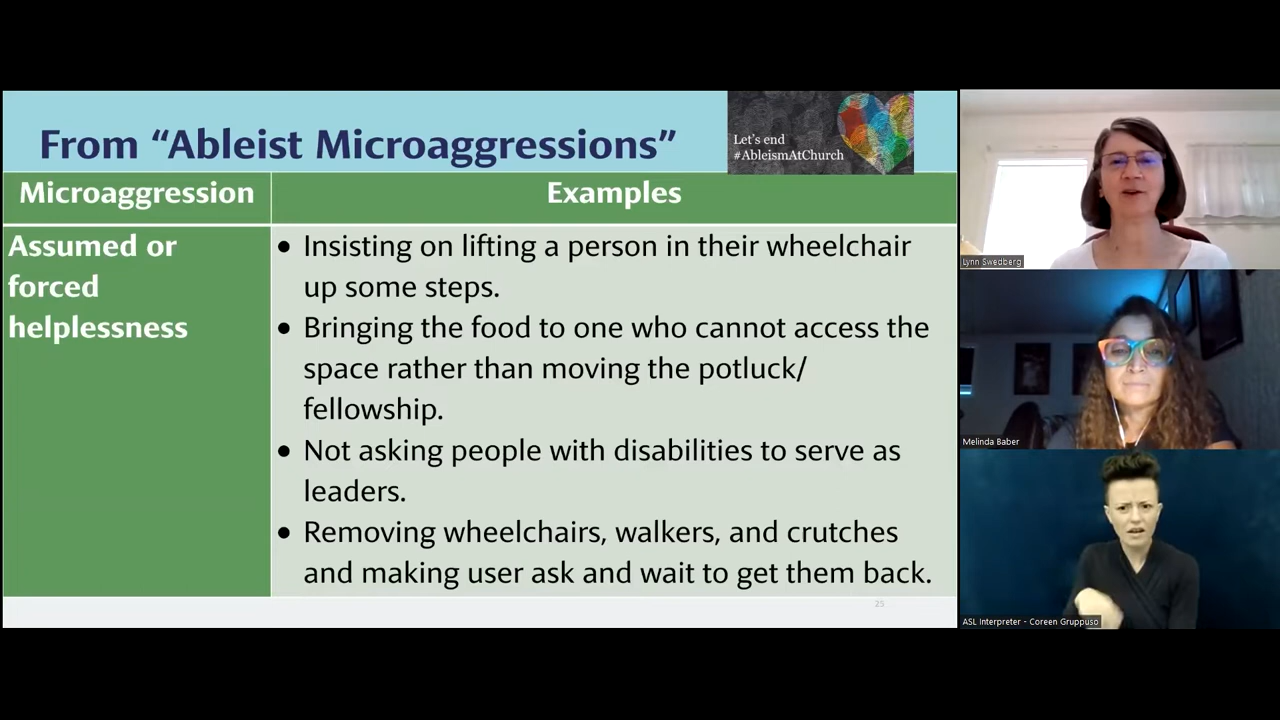 From “Ableist Microaggressions”
Let's end
#AbleismAtChurch
Microaggression
Examples
Assumed or
forced
helplessness
• Insisting on lifting a person in their wheelchair
up some steps.
• Bringing the food to one who cannot access the
space rather than moving the potluck/
fellowship.
• Not asking people with disabilities to serve as
leaders.
• Removing wheelchairs, walkers, and crutches
and making user ask and wait to get them back.
25
Lynn Swedberg
Melinda Baber
ASL Interpreter - Coreen Gruppuso